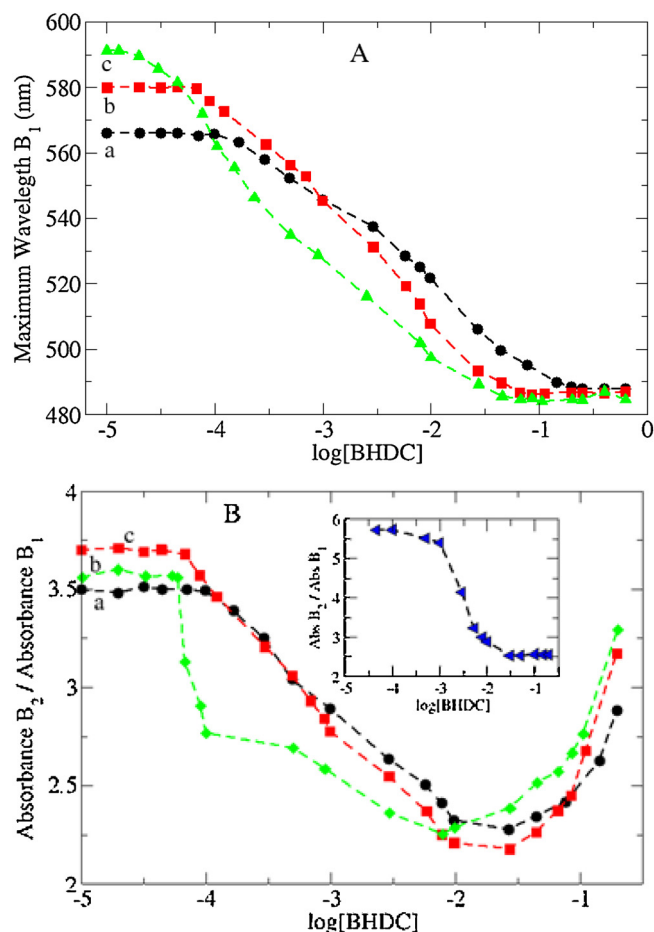 600
A
580
c
b
560
a
540
520
500
480
Maximum Wavelegth B1 (nm)
-5 -4 -3 -2 -1 0
log[BHDC]
4
B
c
b
3.5
a
3
2.5
2
Absorbance B2 / Absorbance B1
-5 -4 -3 -2 -1
log[BHDC]
6
5
4
3
2
Abs B2 / Abs B1
-5 -4 -3 -2 -1
log[BHDC]